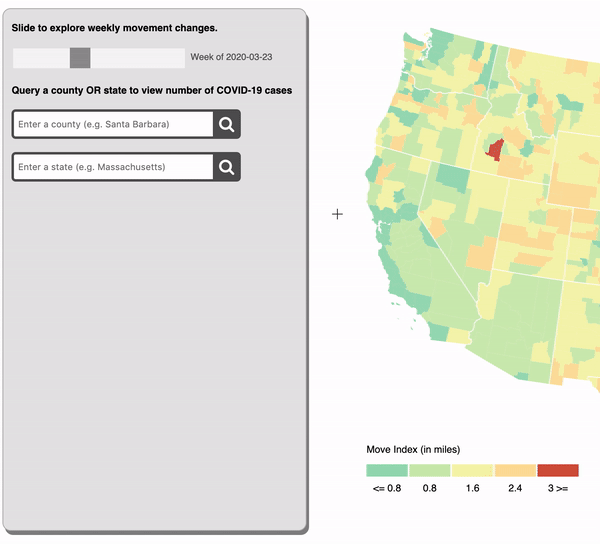 Slide to explore weekly movement changes.
Week of 2020-03-23
Query a county OR state to view number of COVID-19 cases
Enter a county (e.g. Santa Barbara)
Enter a state (e.g. Massachusetts)
Move Index (in miles)
<= 0.8 0.8 1.6 2.4 3 >=